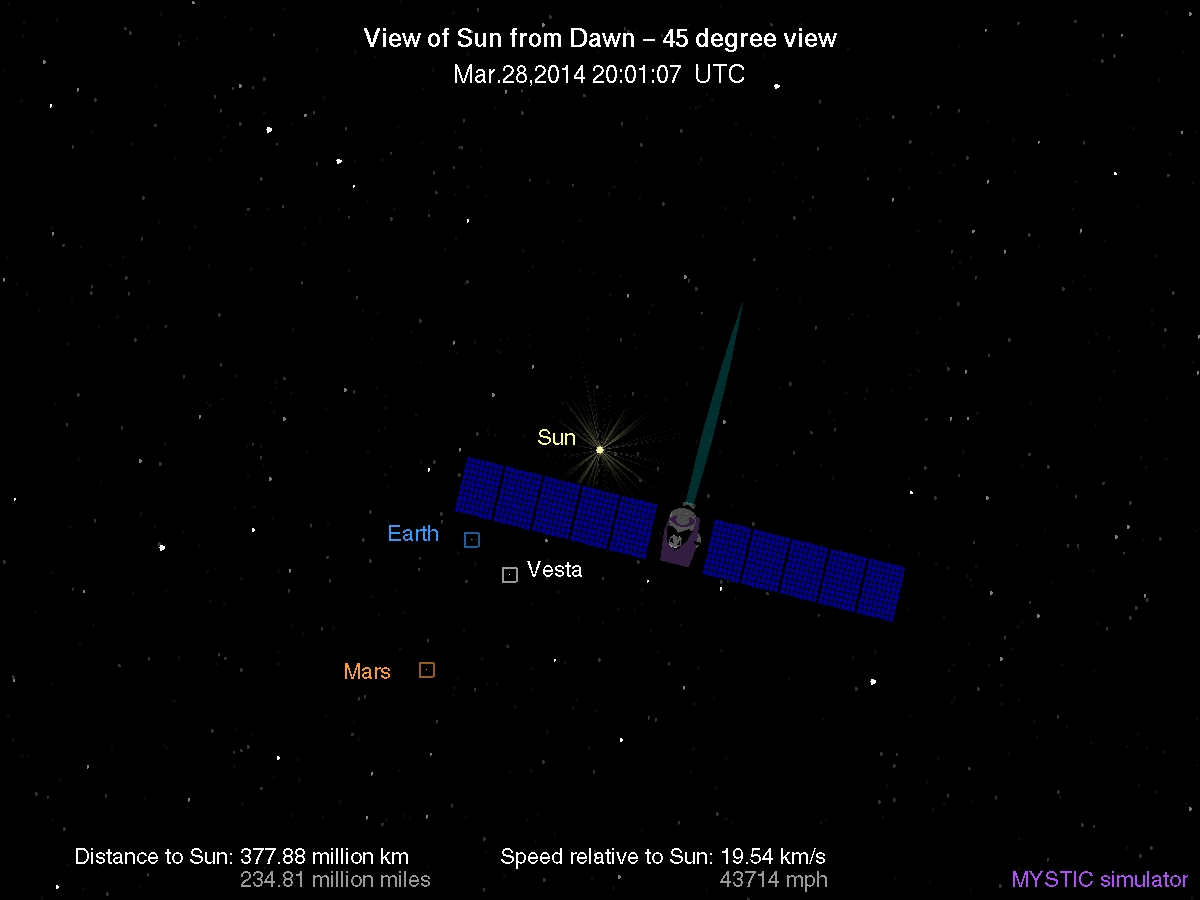 View of Sun from Dawn – 45 degree view
Mar.28,2014 20:01:07 UTC
Sun
Earth
Vesta
Mars
Distance to Sun: 377.88 million km
234.81 million miles
Speed relative to Sun: 19.54 km/s
43714 mph
MYSTIC simulator